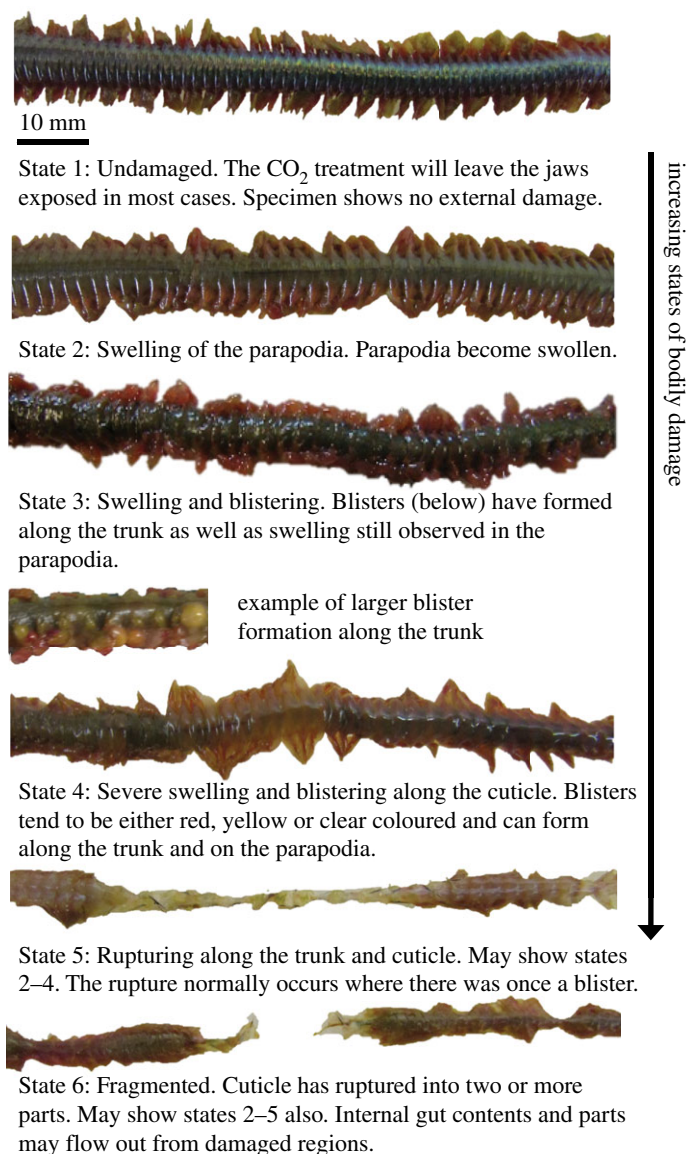 10 mm
State 1: Undamaged. The CO2 treatment will leave the jaws
exposed in most cases. Specimen shows no external damage.
State 2: Swelling of the parapodia. Parapodia become swollen.
State 3: Swelling and blistering. Blisters (below) have formed
along the trunk as well as swelling still observed in the
parapodia.
example of larger blister
formation along the trunk
State 4: Severe swelling and blistering along the cuticle. Blisters
tend to be either red, yellow or clear coloured and can form
along the trunk and on the parapodia.
State 5: Rupturing along the trunk and cuticle. May show states
2–4. The rupture normally occurs where there was once a blister.
State 6: Fragmented. Cuticle has ruptured into two or more
parts. May show states 2–5 also. Internal gut contents and parts
may flow out from damaged regions.
increasing states of bodily damage